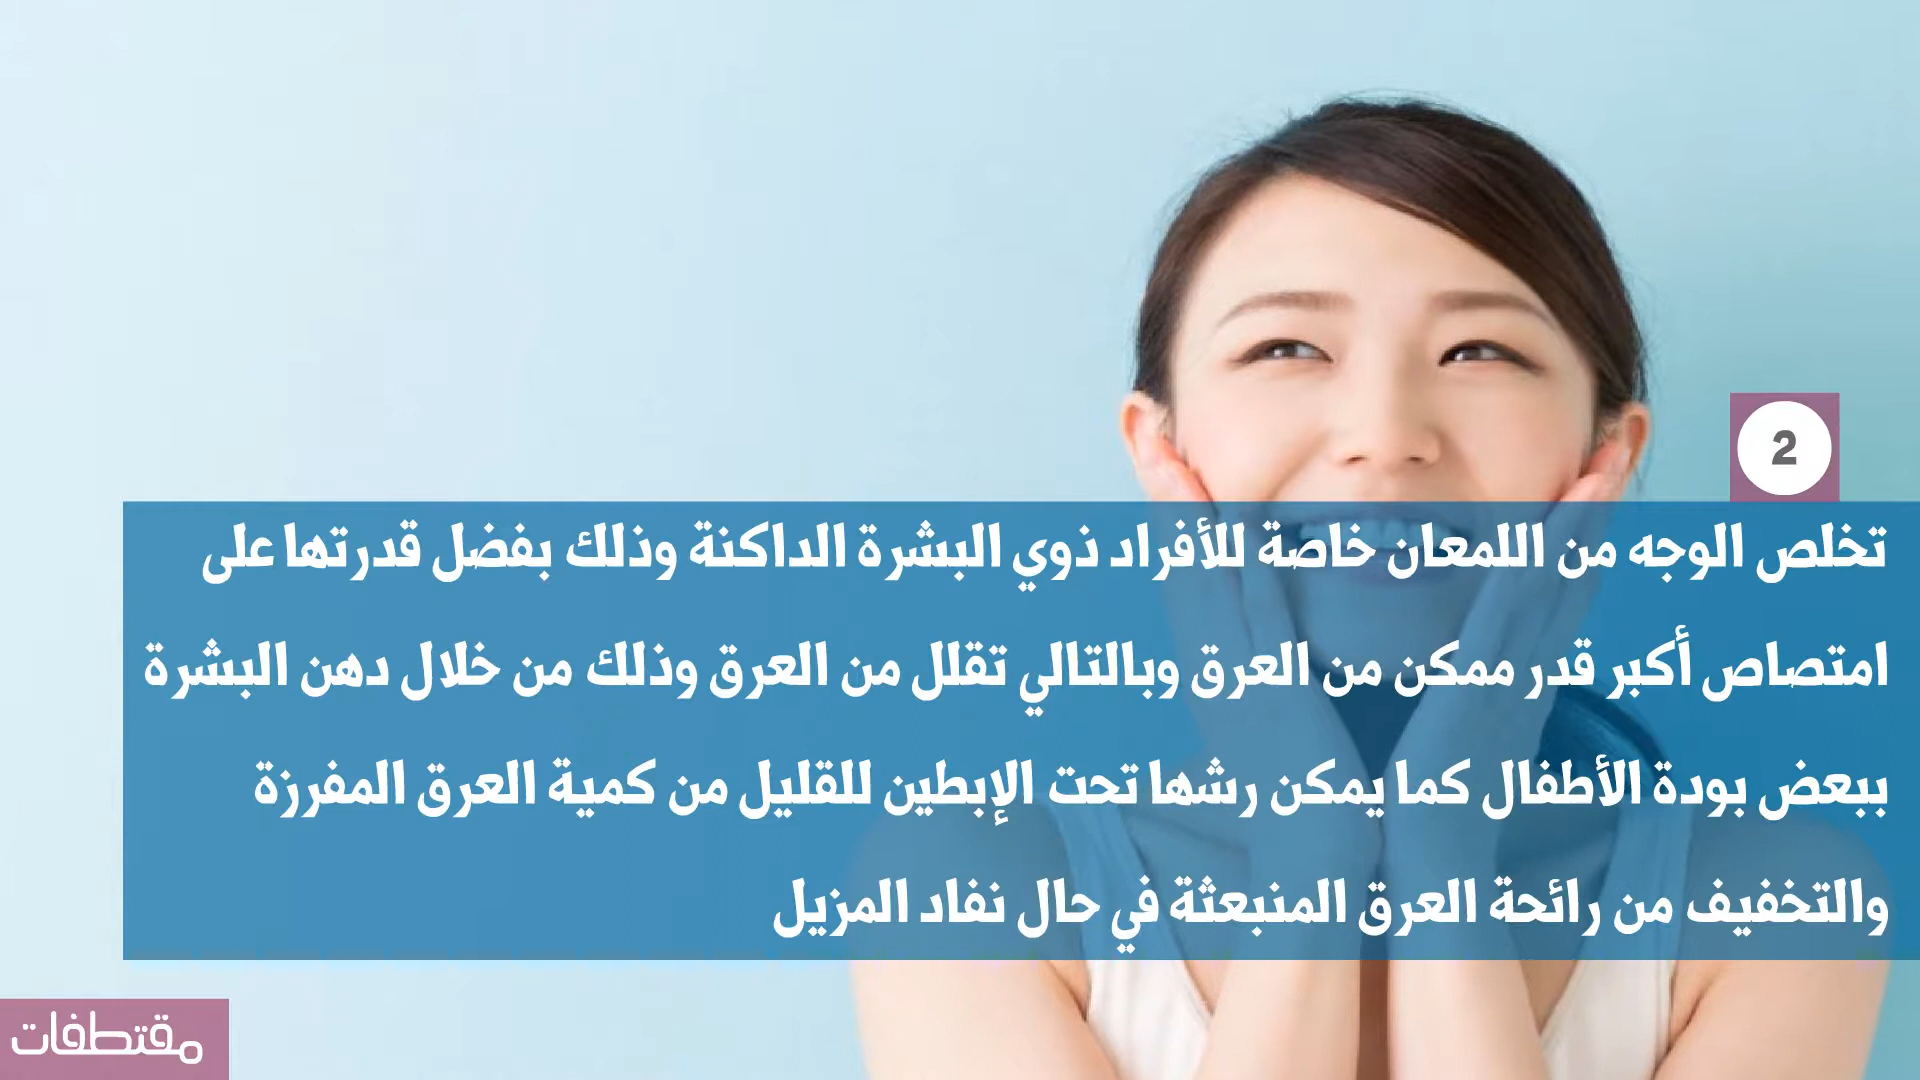 2
تخلص الوجه من اللمعان خاصة للأفراد ذوي البشرة الداكنة وذلك بفضل قدرتها على
امتصاص أكبر قدر ممكن من العرق وبالتالي تقلل من العرق وذلك من خلال دهن البشرة
ببعض بودة الأطفال كما يمكن رشها تحت الإبطين للقليل من كمية العرق المفرزة
والتخفيف من رائحة العرق المنبعثة في حال نفاد المزيل
مقتطفات